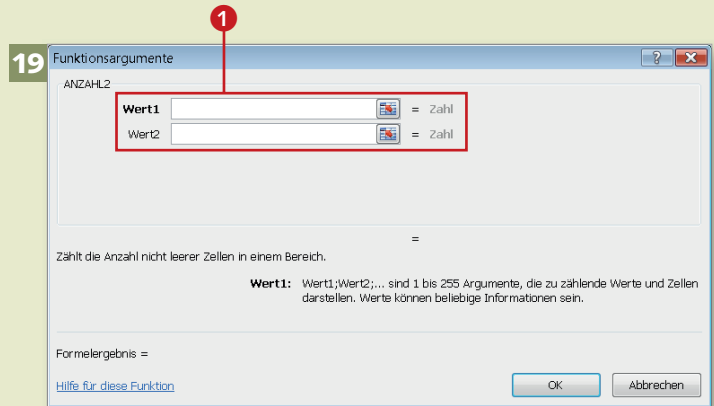 1
19 Funktionsargumente
ANZAHL2
Wert1 = Zahl
Wert2 = Zahl
=
Zählt die Anzahl nicht leerer Zellen in einem Bereich.
Wert1: Wert1;Wert2;... sind 1 bis 255 Argumente, die zu zählende Werte und Zellen
darstellen. Werte können beliebige Informationen sein.
Formelergebnis =
Hilfe für diese Funktion OK Abbrechen